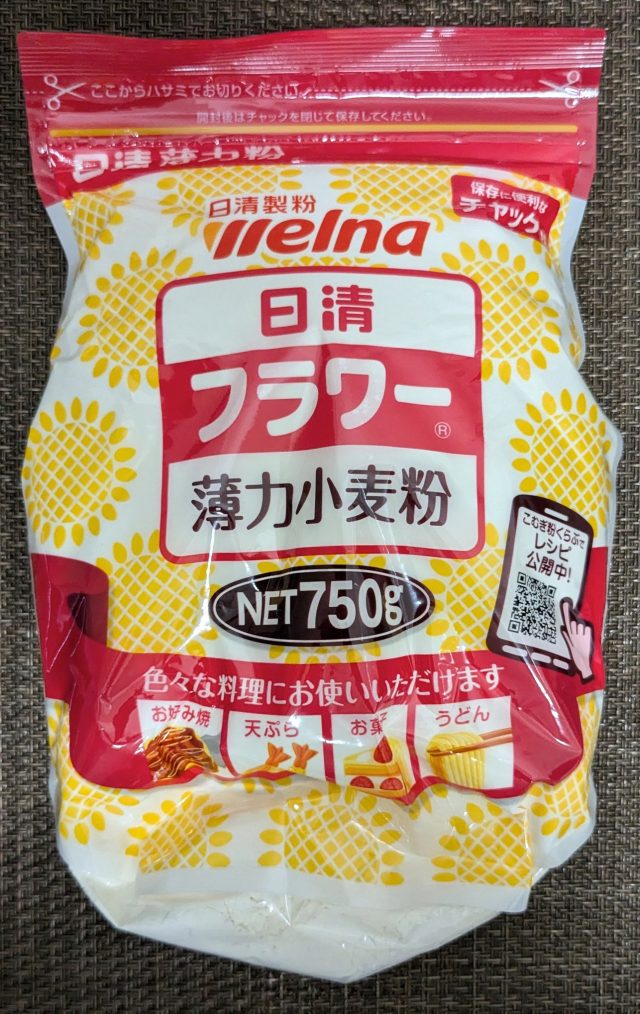 ここからハサミでお切りください
開封後はチャックを閉じて保存してください。
日清 薄力粉
保存に便利な
チャック
日清製粉
Welna
日清
フラワー®
薄力小麦粉
こむぎ粉くらぶで
レシピ
公開中!
NET750g
色々な料理にお使いいただけます
お好み焼
天ぷら
お菓子
うどん